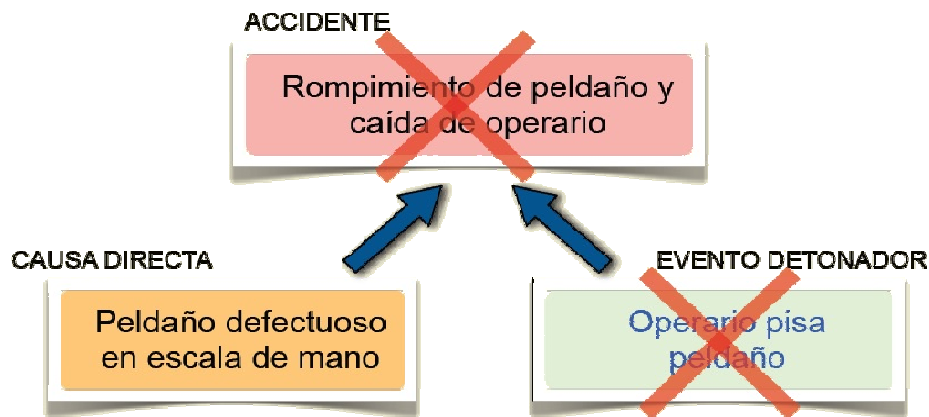 ACCIDENTE
Rompimiento de peldaño y
caída de operario
CAUSA DIRECTA
Peldaño defectuoso
en escala de mano
EVENTO DETONADOR
Operario pisa
peldaño